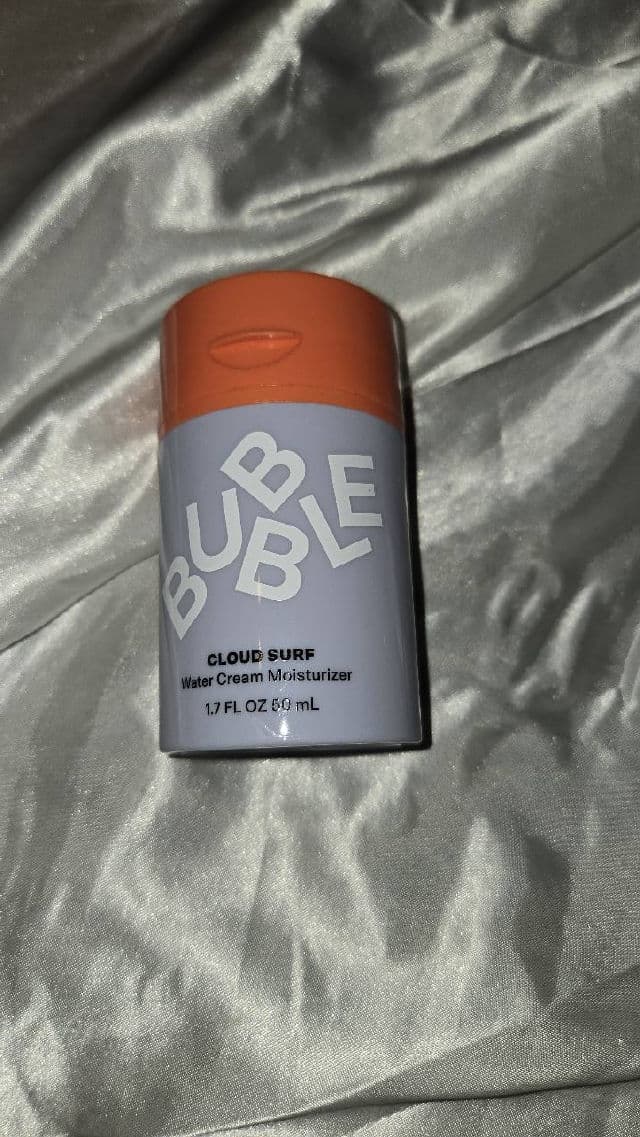 BUBBLE
CLOUD SURF
Water Cream Moisturizer
1.7 FL OZ 50 mL